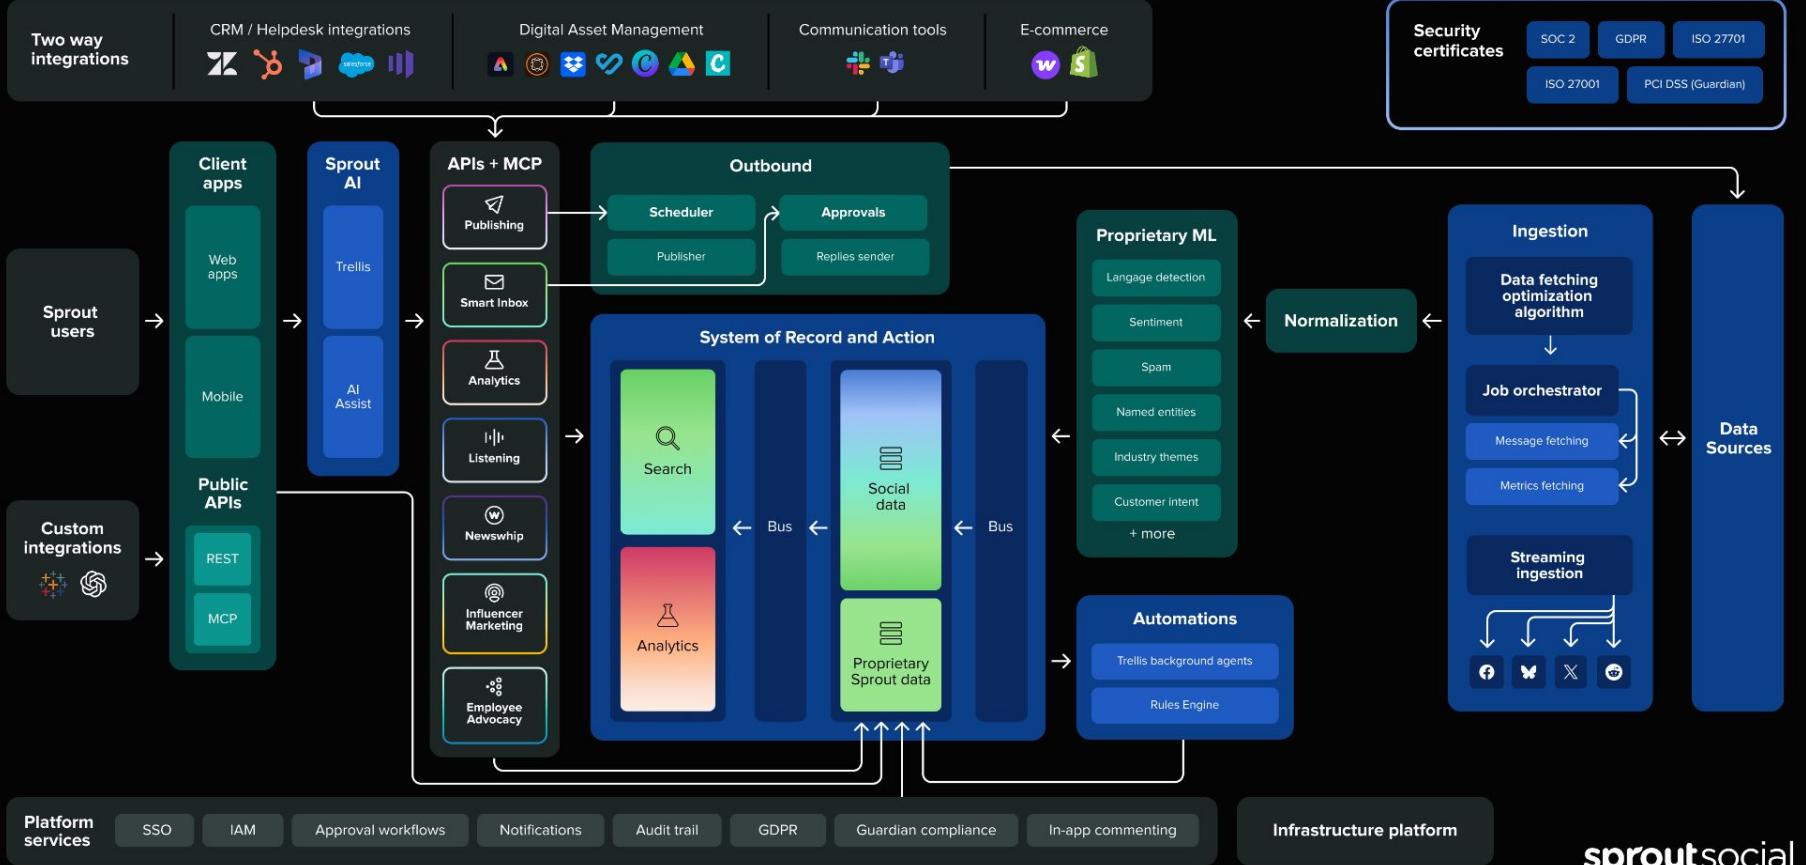 Two way
integrations
CRM / Helpdesk integrations
salesforce
Digital Asset Management
Communication tools
E-commerce
Security
certificates
SOC 2
GDPR
ISO 27701
ISO 27001
PCI DSS (Guardian)
Sprout
users
Custom
integrations
Client
apps
Web
apps
Mobile
Public
APIs
REST
MCP
Sprout
AI
Trellis
AI
Assist
APIs + MCP
Publishing
Smart Inbox
Analytics
Listening
Newswhip
Influencer
Marketing
Employee
Advocacy
Outbound
Scheduler
Approvals
Publisher
Replies sender
System of Record and Action
Search
Analytics
Bus
Social
data
Proprietary
Sprout data
Bus
Proprietary ML
Langage detection
Sentiment
Spam
Named entities
Industry themes
Customer intent
+ more
Automations
Trellis background agents
Rules Engine
Normalization
Ingestion
Data fetching
optimization
algorithm
Job orchestrator
Message fetching
Metrics fetching
Streaming
ingestion
Data
Sources
Platform
services
SSO
IAM
Approval workflows
Notifications
Audit trail
GDPR
Guardian compliance
In-app commenting
Infrastructure platform
sproutsocial